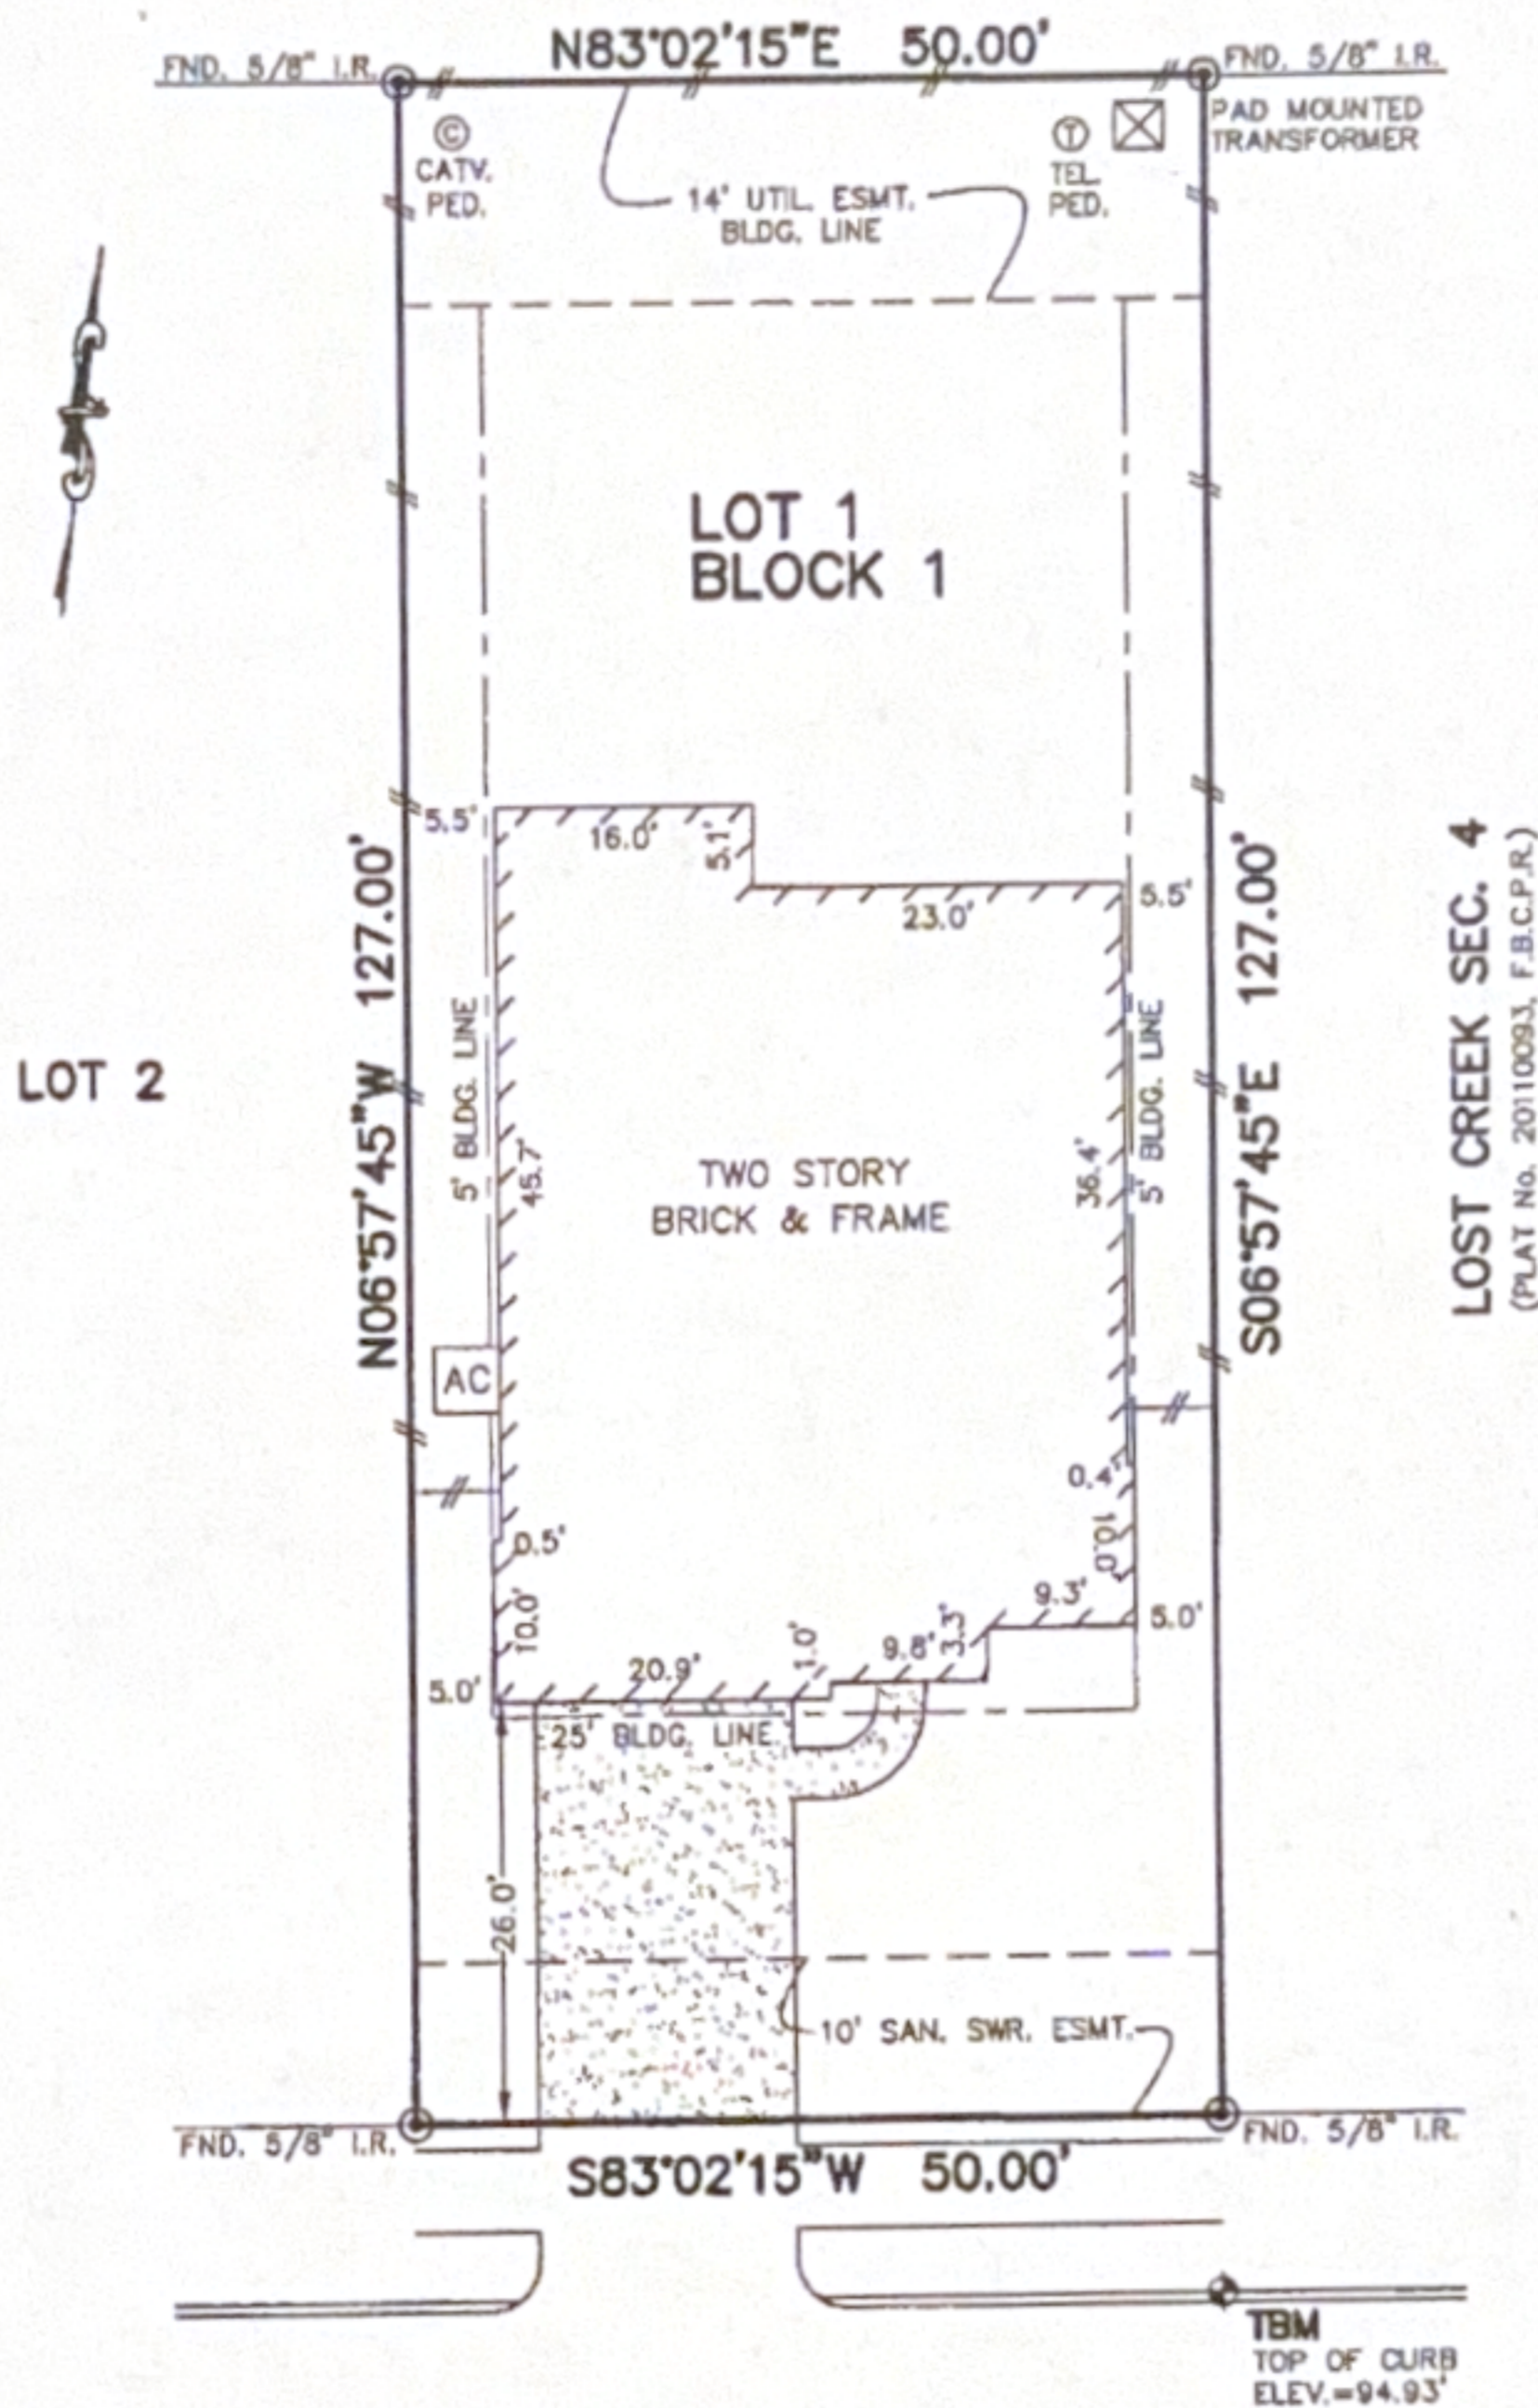 N83°02'15"E 50.00'
FND. 5/8" I.R.
FND. 5/8" I.R.
C
CATV.
PED.
T
TEL.
PED.
PAD MOUNTED
TRANSFORMER
14' UTIL. ESMT.
BLDG. LINE
LOT 1
BLOCK 1
5.5'
16.0'
5.1'
23.0'
5.5'
N06°57'45"W 127.00'
5' BLDG. LINE
45.7'
LOT 2
TWO STORY
BRICK & FRAME
36.4'
5' BLDG. LINE
S06°57'45"E 127.00'
LOST CREEK SEC. 4
(PLAT No. 20110093, F.B.C.P.R.)
AC
0.4'
0.5'
10.0'
10.0'
9.3'
5.0'
3.3'
9.8'
1.0'
20.9'
5.0'
25' BLDG. LINE
26.0'
10' SAN. SWR. ESMT.
FND. 5/8" I.R.
FND. 5/8" I.R.
S83°02'15"W 50.00'
TBM
TOP OF CURB
ELEV.=94.93'